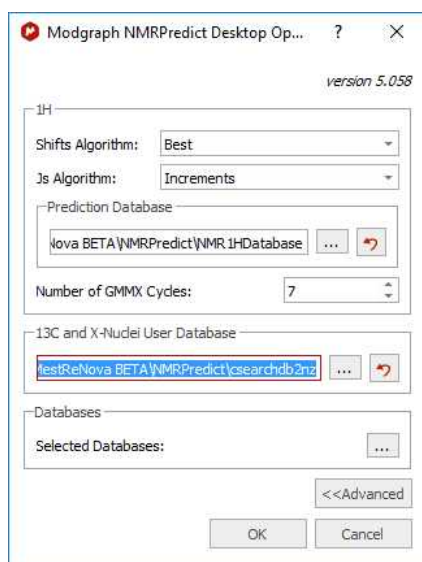 Modgraph NMRPredict Desktop Op...
?
version 5.058
1H
Shifts Algorithm: Best
Js Algorithm: Increments
Prediction Database
Nova BETA\NMRPredict\NMR1HDatabase ...
Number of GMMX Cycles: 7
13C and X-Nuclei User Database
MestReNova BETA\NMRPredict\csearchdb2nz ...
Databases
Selected Databases: ...
<<Advanced
OK Cancel